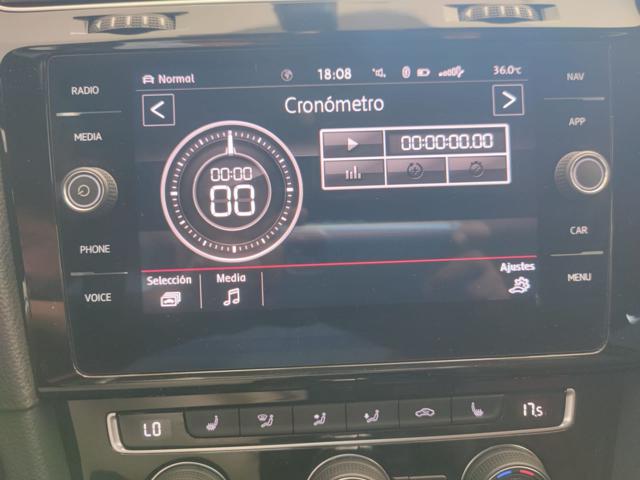 RADIO
MEDIA
PHONE
VOICE
Normal
18:08
36.0°C
Cronómetro
00:00
00
00:00:00.00
Selección
Media
Ajustes
NAV
APP
CAR
MENU
LO
17.5